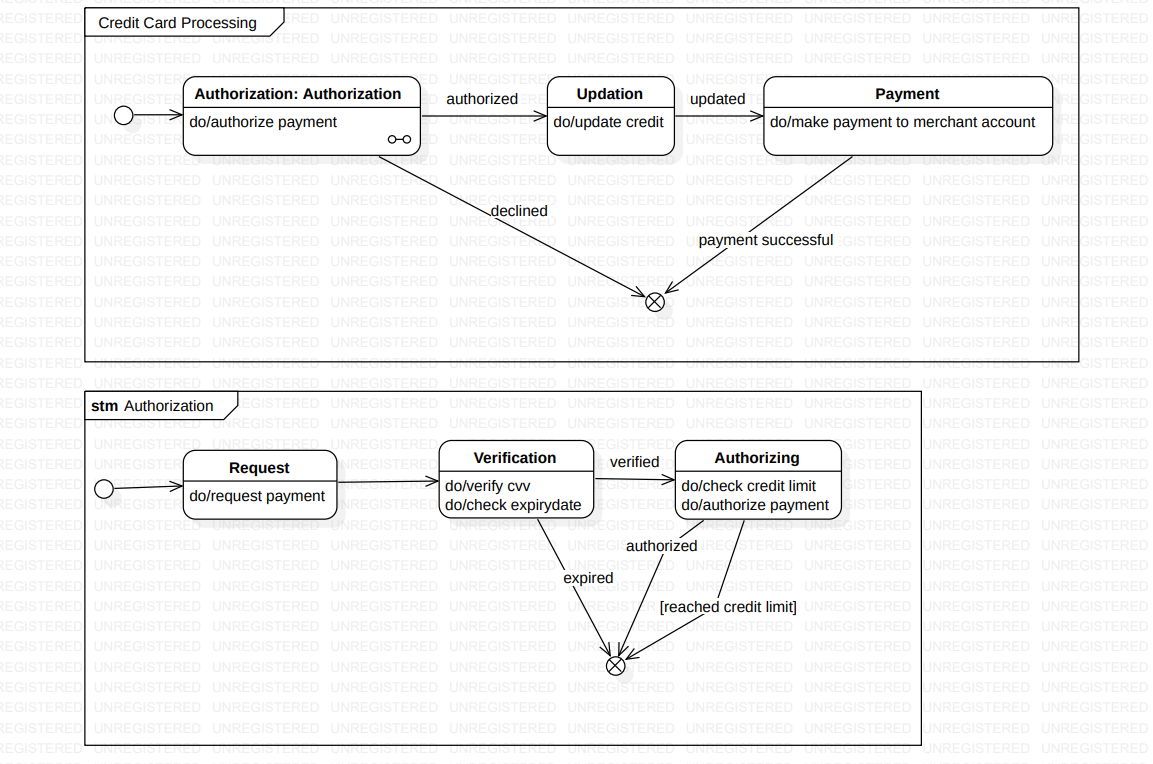 Credit Card Processing
Authorization: Authorization
do/authorize payment
authorized
Updation
do/update credit
updated
Payment
do/make payment to merchant account
declined
payment successful
stm Authorization
Request
do/request payment
Verification
do/verify cvv
do/check expirydate
verified
Authorizing
do/check credit limit
do/authorize payment
authorized
expired
[reached credit limit]
UNREGISTERED